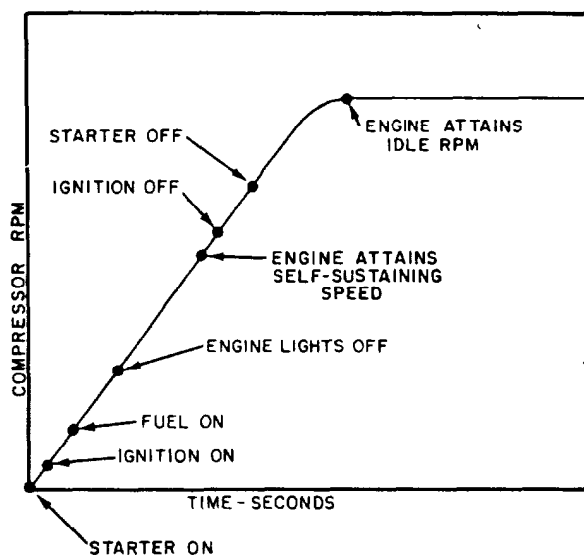 ENGINE ATTAINS
IDLE RPM
STARTER OFF
IGNITION OFF
ENGINE ATTAINS
SELF-SUSTAINING
SPEED
COMPRESSOR RPM
ENGINE LIGHTS OFF
FUEL ON
IGNITION ON
TIME-SECONDS
STARTER ON